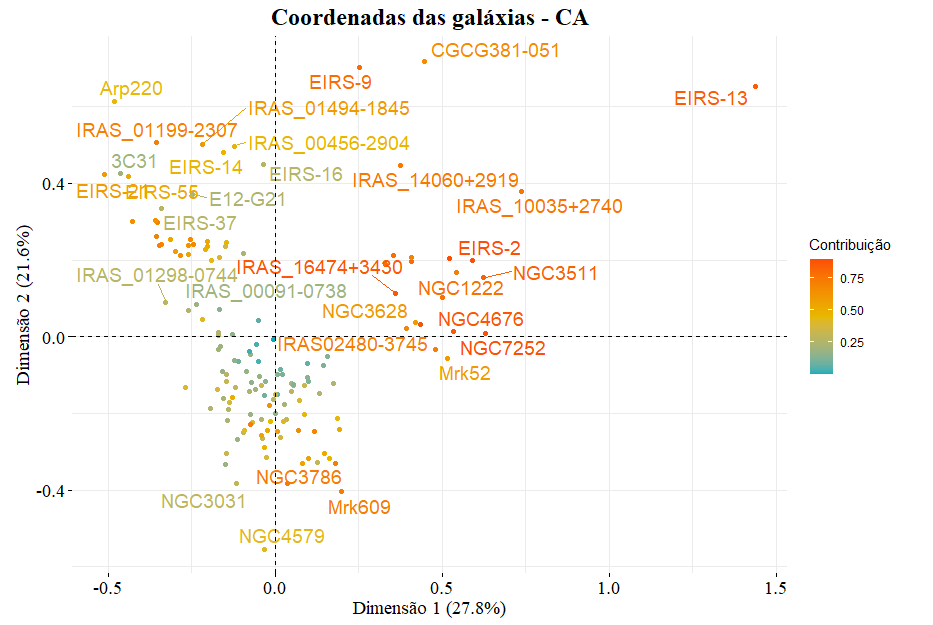 Coordenadas das galáxias - CA
CGCG381-051
EIRS-9
Arp220
EIRS-13
IRAS_01494-1845
IRAS_01199-2307
IRAS_00456-2904
3C31
EIRS-14
EIRS-16
IRAS_14060+2919
EIRS-21
EIRS-55
E12-G21
IRAS_10035+2740
EIRS-37
EIRS-2
IRAS_16474+3430
NGC3511
IRAS_01298-0744
NGC1222
IRAS_00091-0738
NGC3628
NGC4676
IRAS02480-3745
NGC7252
Mrk52
NGC3786
NGC3031
Mrk609
NGC4579
0.4
0.0
-0.4
Dimensão 2 (21.6%)
-0.5
0.0
0.5
1.0
1.5
Dimensão 1 (27.8%)
Contribuição
0.75
0.50
0.25